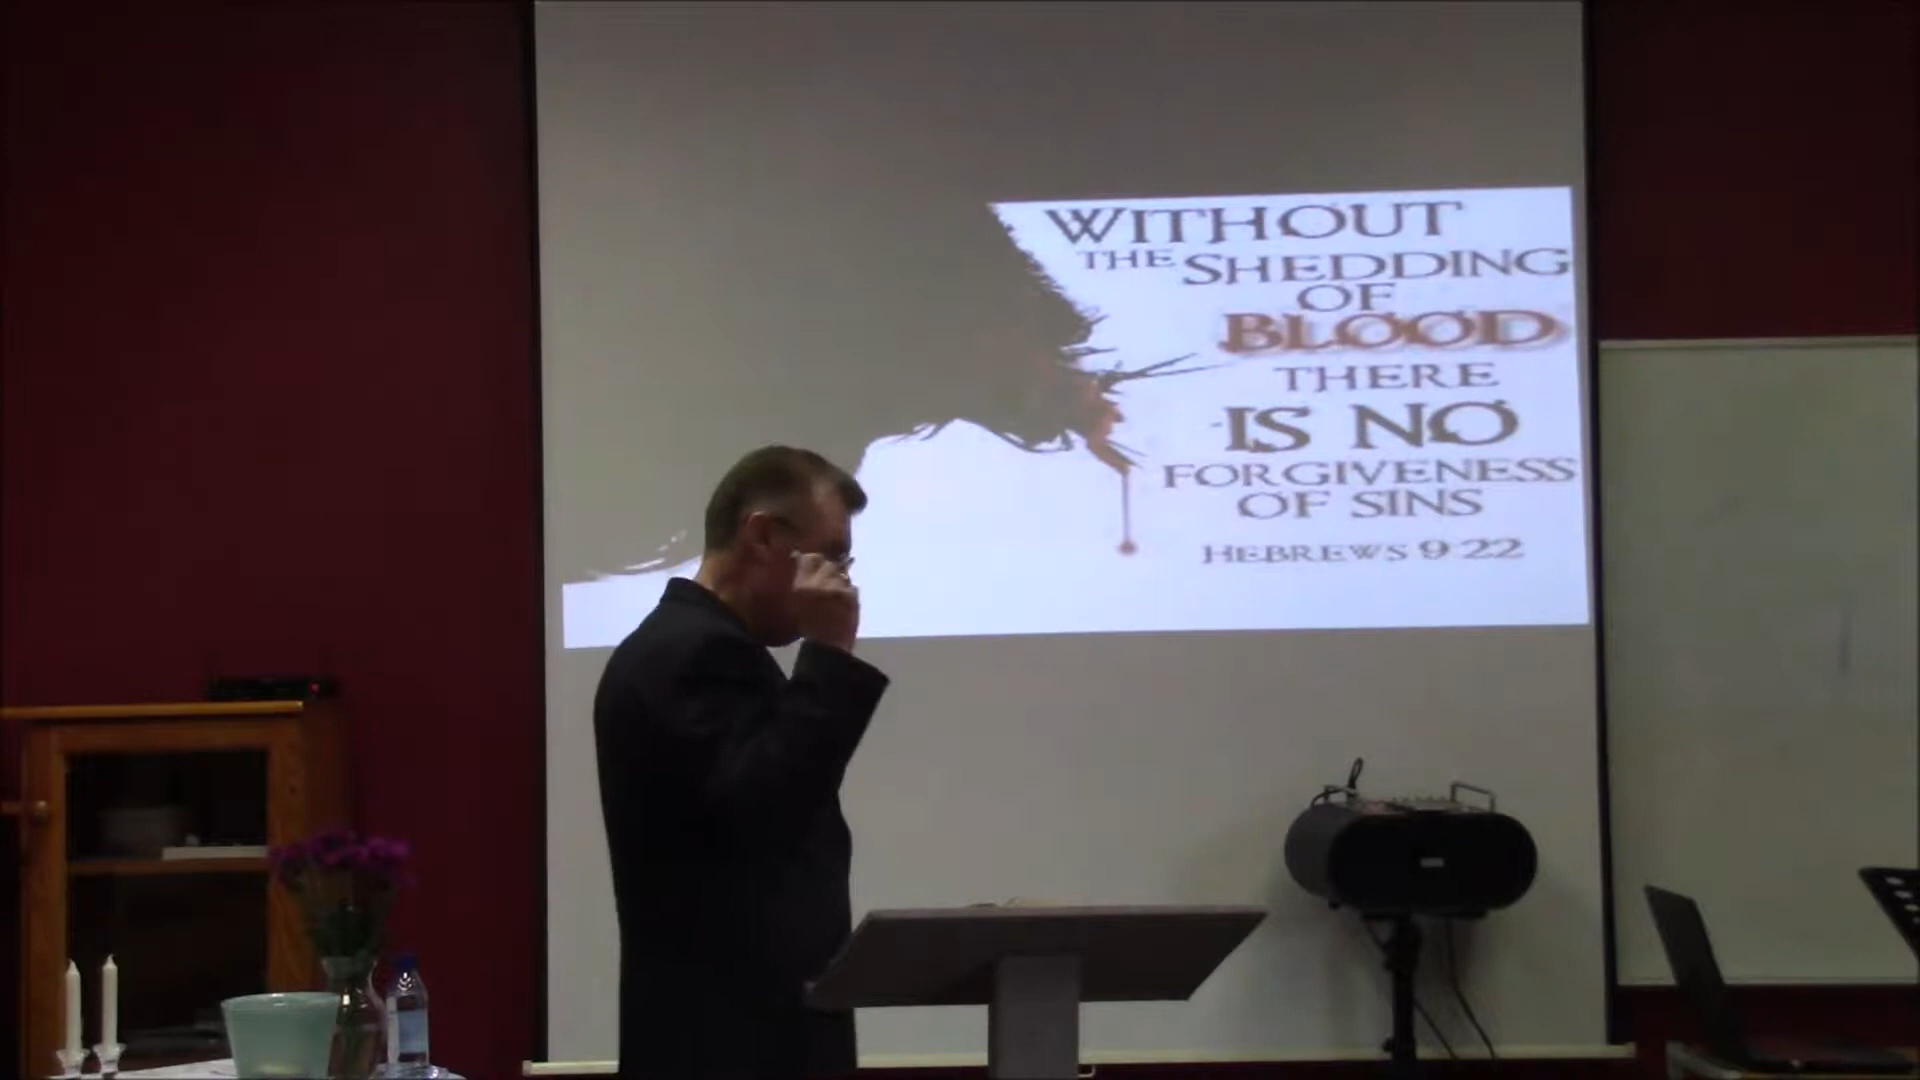 WITHOUT
THE SHEDDING
OF
BLOOD
THERE
IS NO
FORGIVENESS
OF SINS
HEBREWS 9:22